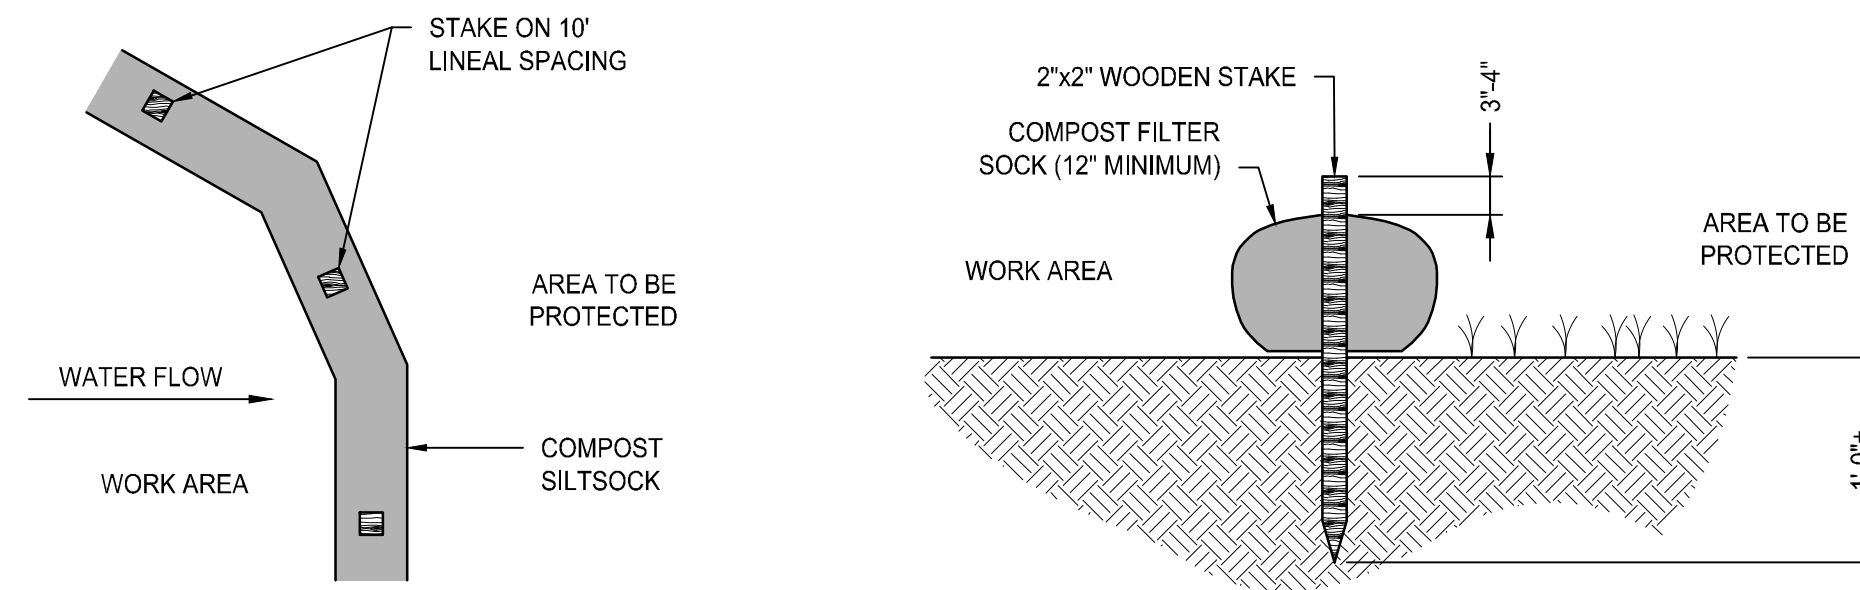 STAKE ON 10'
LINEAL SPACING
AREA TO BE
PROTECTED
WATER FLOW
WORK AREA
COMPOST
SILTSOCK
2"x2" WOODEN STAKE
3"-4"
COMPOST FILTER
SOCK (12" MINIMUM)
WORK AREA
AREA TO BE
PROTECTED